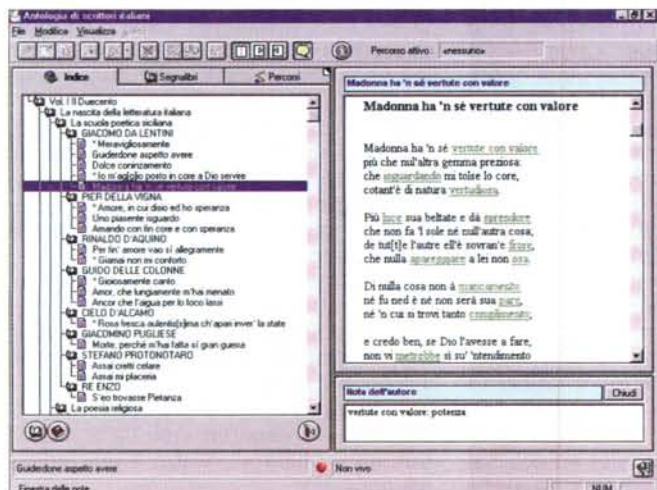 Antologia di scrittori italiani
File Modifica Visualizza
Percorso attivo: «nessuno»
Indice Segnalibri Percorsi
Vol. I Il Duecento
La nascita della letteratura italiana
La scuola poetica siciliana
GIACOMO DA LENTINI
* Meravigliosamente
Guiderdone aspetto avere
Dolce coninzamento
* Io m'ag[g]io posto in core a Dio servire
Madonna ha 'n sé vertute con valore
PIER DELLA VIGNA
* Amore, in cui disio ed ho speranza
Uno piasente isguardo
Amando con fin core e con speranza
RINALDO D'AQUINO
Per fin' amore vao sì allegramente
* Giamai non mi conforto
GUIDO DELLE COLONNE
* Gioiosamente canto
Amor, che lungiamente m'hai menato
Ancor che l'aigua per lo foco lassi
CIELO D'ALCAMO
* Rosa fresca aulentis[s]ima ch'apari inver' la state
GIACOMINO PUGLIESE
Morte, perché m'hai fatta sì gran guerra
STEFANO PROTONOTARO
Assai cretti celare
Assai mi placeria
RE ENZO
S'eo trovasse Pietanza
La poesia religiosa
Madonna ha 'n sé vertute con valore
Madonna ha 'n sé vertute con valore
Madonna ha 'n sé vertute con valore
più che nul'altra gemma preziosa:
che isguardando mi tolse lo core,
cotant'è di natura vertudiosa.
Più luce sua beltate e dà sprendore
che non fa 'l sole né null'autra cosa,
de tut[t]e l'autre ell'è sovran'e frore,
che nulla apareggiare a lei non osa.
Di nulla cosa non à mancamento
né fu ned è né non serà sua pare,
né 'n cui si trovi tanto complimento;
e credo ben, se Dio l'avesse a fare,
non vi metrebbe sì su' 'ntendimento
Note dell'autore Chiudi
vertute con valore: potenza
Guiderdone aspetto avere Non vivo
Finestra delle note NUM